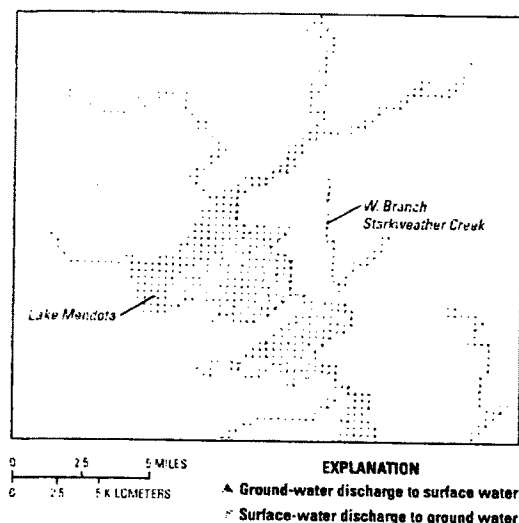 W. Branch
Starkweather Creek
Lake Mendota
0 2.5 5 MILES
0 2.5 5 K LOMETERS
EXPLANATION
Ground-water discharge to surface water
Surface-water discharge to ground water